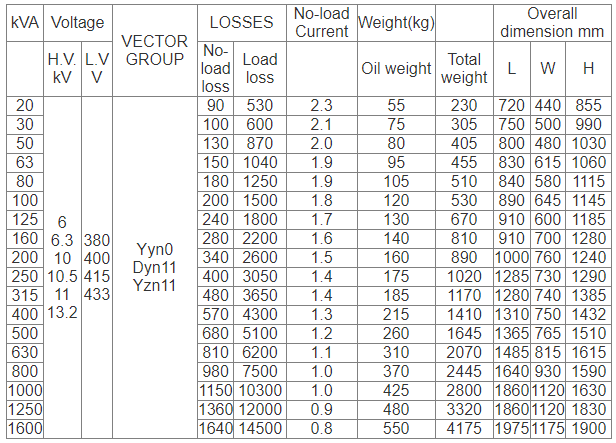 kVA Voltage VECTOR GROUP LOSSES No-load Current Weight(kg) Overall dimension mm
H.V. kV L.V V No-load loss Load loss Oil weight Total weight L W H
20 90 530 2.3 55 230 720 440 855
30 100 600 2.1 75 305 750 500 990
50 130 870 2.0 80 405 800 480 1030
63 150 1040 1.9 95 455 830 615 1060
80 180 1250 1.9 105 510 840 580 1115
100 200 1500 1.8 120 530 890 645 1145
125 6 240 1800 1.7 130 670 910 600 1185
160 6.3 380 280 2200 1.6 140 810 910 700 1280
200 10 400 Yyn0 340 2600 1.5 160 890 1000 760 1240
250 10.5 415 Dyn11 400 3050 1.4 175 1020 1285 730 1290
315 11 433 Yzn11 480 3650 1.4 185 1170 1280 740 1385
400 13.2 570 4300 1.3 215 1410 1310 750 1432
500 680 5100 1.2 260 1645 1365 765 1510
630 810 6200 1.1 310 2070 1485 815 1615
800 980 7500 1.0 370 2445 1640 930 1590
1000 1150 10300 1.0 425 2800 1860 1120 1630
1250 1360 12000 0.9 480 3320 1860 1120 1830
1600 1640 14500 0.8 550 4175 1975 1175 1900